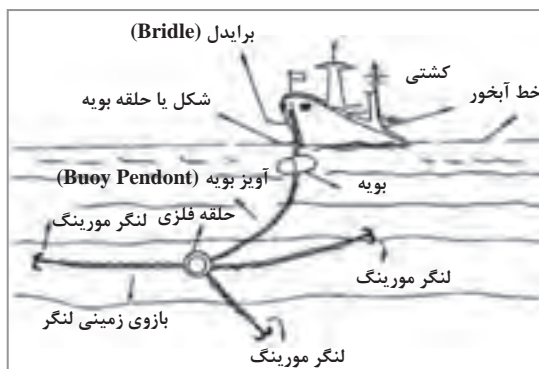 برایدل (Bridle)
کشتی
خط آبخور
شکل یا حلقه بویه
آویز بویه (Buoy Pendont)
بویه
حلقه فلزی
لنگر مورینگ
لنگر مورینگ
بازوی زمینی لنگر
لنگر مورینگ